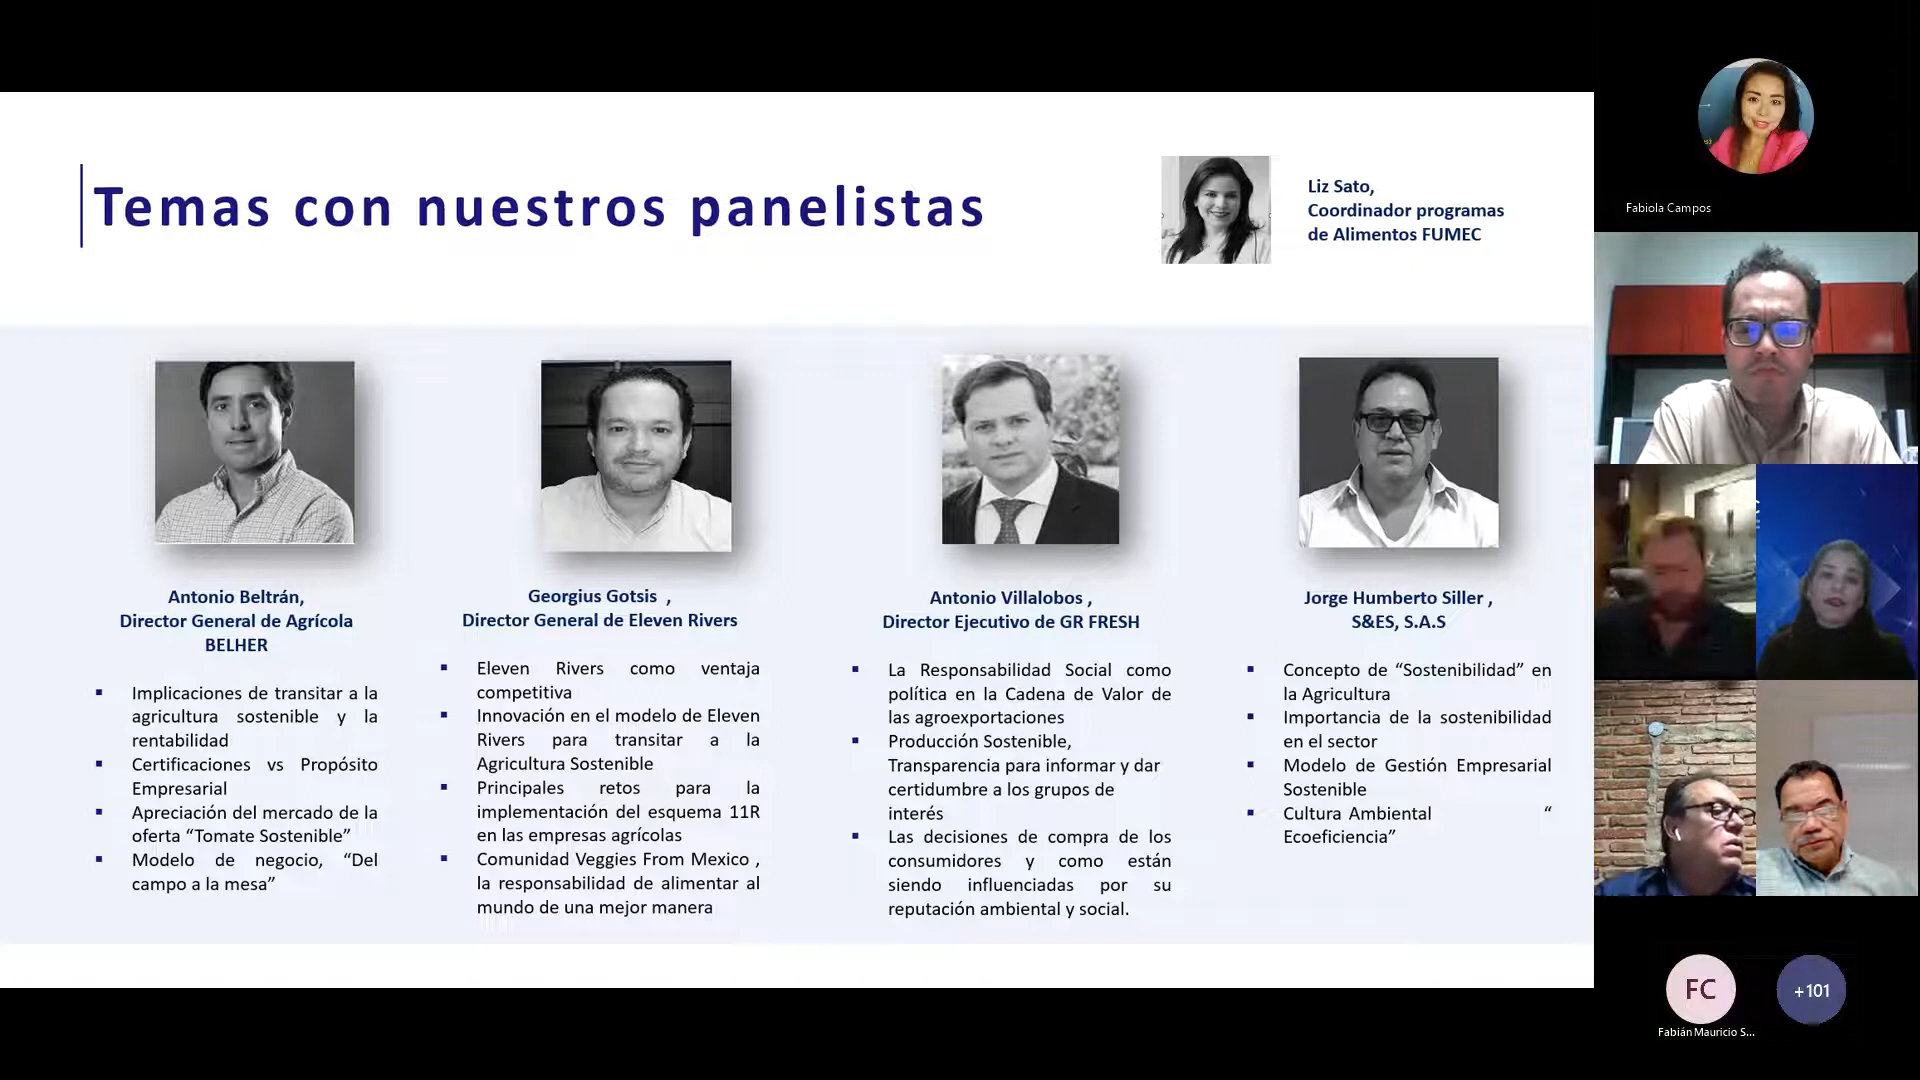 Temas con nuestros panelistas
Liz Sato,
Coordinador programas
de Alimentos FUMEC
Antonio Beltrán,
Director General de Agrícola
BELHER
▪ Implicaciones de transitar a la
agricultura sostenible y la
rentabilidad
▪ Certificaciones vs Propósito
Empresarial
▪ Apreciación del mercado de la
oferta “Tomate Sostenible”
▪ Modelo de negocio, “Del
campo a la mesa”
Georgius Gotsis ,
Director General de Eleven Rivers
▪ Eleven Rivers como ventaja
competitiva
▪ Innovación en el modelo de Eleven
Rivers para transitar a la
Agricultura Sostenible
▪ Principales retos para la
implementación del esquema 11R
en las empresas agrícolas
▪ Comunidad Veggies From Mexico ,
la responsabilidad de alimentar al
mundo de una mejor manera
Antonio Villalobos ,
Director Ejecutivo de GR FRESH
▪ La Responsabilidad Social como
política en la Cadena de Valor de
las agroexportaciones
▪ Producción Sostenible,
Transparencia para informar y dar
certidumbre a los grupos de
interés
▪ Las decisiones de compra de los
consumidores y como están
siendo influenciadas por su
reputación ambiental y social.
Jorge Humberto Siller ,
S&ES, S.A.S
▪ Concepto de “Sostenibilidad” en
la Agricultura
▪ Importancia de la sostenibilidad
en el sector
▪ Modelo de Gestión Empresarial
Sostenible
▪ Cultura Ambiental “
Ecoeficiencia”
Fabiola Campos
FC
+101
Fabián Mauricio S...